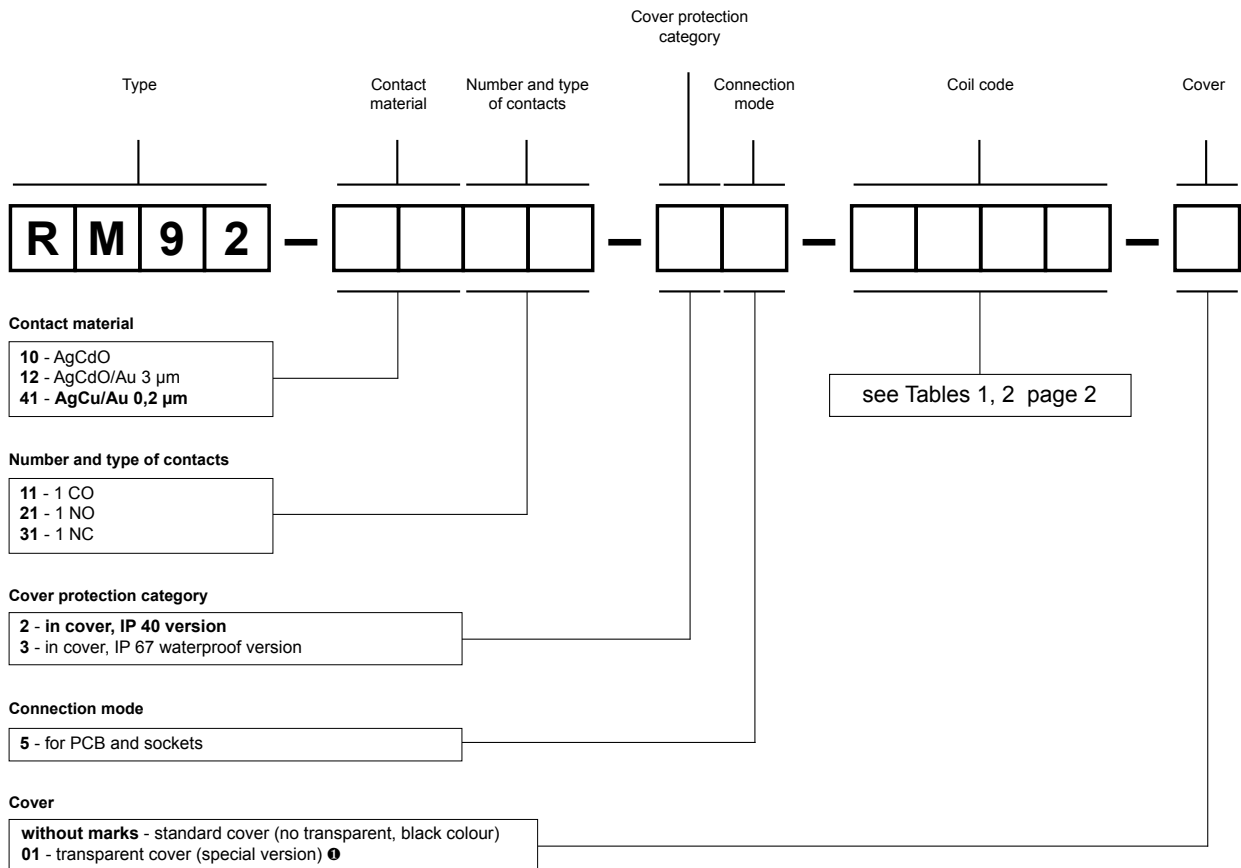 Cover protection
category
Type
Contact
material
Number and type
of contacts
Connection
mode
Coil code
Cover
R M 9 2 – – – –
Contact material
10 - AgCdO
12 - AgCdO/Au 3 µm
41 - AgCu/Au 0,2 µm
see Tables 1, 2 page 2
Number and type of contacts
11 - 1 CO
21 - 1 NO
31 - 1 NC
Cover protection category
2 - in cover, IP 40 version
3 - in cover, IP 67 waterproof version
Connection mode
5 - for PCB and sockets
Cover
without marks - standard cover (no transparent, black colour)
01 - transparent cover (special version) ❶